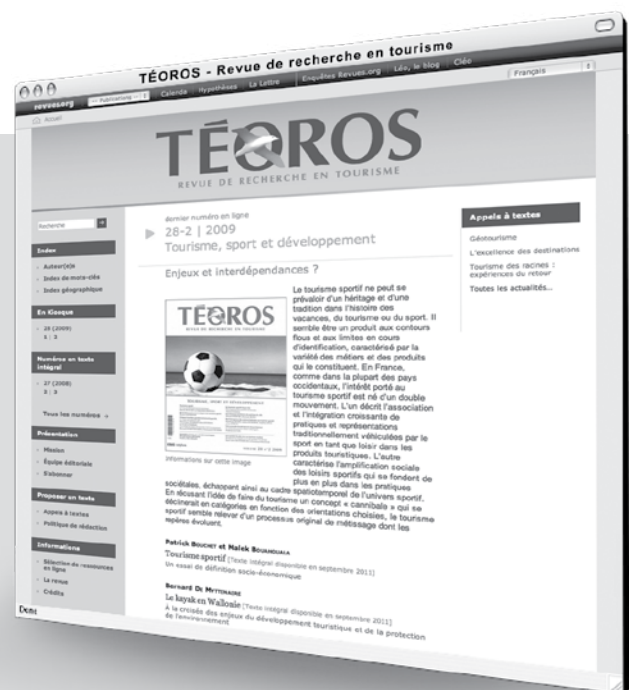 TÉOROS - Revue de recherche en tourisme
revues.org
-- Publications --
Calenda
Hypothèses
La Lettre
Enquêtes Revues.org
Léo, le blog
Cléo
Français
Accueil
TÉOROS
REVUE DE RECHERCHE EN TOURISME
Recherche
Index
Auteur(e)s
Index de mots-clés
Index géographique
En Kiosque
28 (2009)
1 | 2
Numéros en texte
intégral
27 (2008)
Tous les numéros →
Présentation
Mission
Équipe éditoriale
S'abonner
Proposer un texte
Appels à textes
Politique de rédaction
Informations
Sélection de ressources
en ligne
La revue
Crédits
dernier numéro en ligne
28-2 | 2009
Tourisme, sport et développement
Enjeux et interdépendances ?
TÉOROS
REVUE DE RECHERCHE EN TOURISME
TOURISME, SPORT ET DÉVELOPPEMENT
Informations sur cette image
Le tourisme sportif ne peut se
prévaloir d'un héritage et d'une
tradition dans l'histoire des
vacances, du tourisme ou du sport. Il
semble être un produit aux contours
flous et aux limites en cours
d'identification, caractérisé par la
variété des métiers et des produits
qui le constituent. En France,
comme dans la plupart des pays
occidentaux, l'intérêt porté au
tourisme sportif est né d'un double
mouvement. L'un décrit l'association
et l'intégration croissante de
pratiques et représentations
traditionnellement véhiculées par le
sport en tant que loisir dans les
produits touristiques. L'autre
caractérise l'amplification sociale
des loisirs sportifs qui se fondent de
plus en plus dans les pratiques
sociétales, échappant ainsi au cadre spatiotemporel de l'univers sportif.
En récusant l'idée de faire du tourisme un concept « cannibale » qui se
déclinerait en catégories en fonction des orientations choisies, le tourisme
sportif semble relever d'un processus original de métissage dont les
repères évoluent.
Patrick Bouchet et Malek Bouhaouala
Tourisme sportif [Texte intégral disponible en septembre 2011]
Un essai de définition socio-économique
Bernard De Myttenaere
Le kayak en Wallonie [Texte intégral disponible en septembre 2011]
À la croisée des enjeux du développement touristique et de la protection
de l'environnement
Appels à textes
Géotourisme
L'excellence des destinations
Tourisme des racines :
expériences du retour
Toutes les actualités...